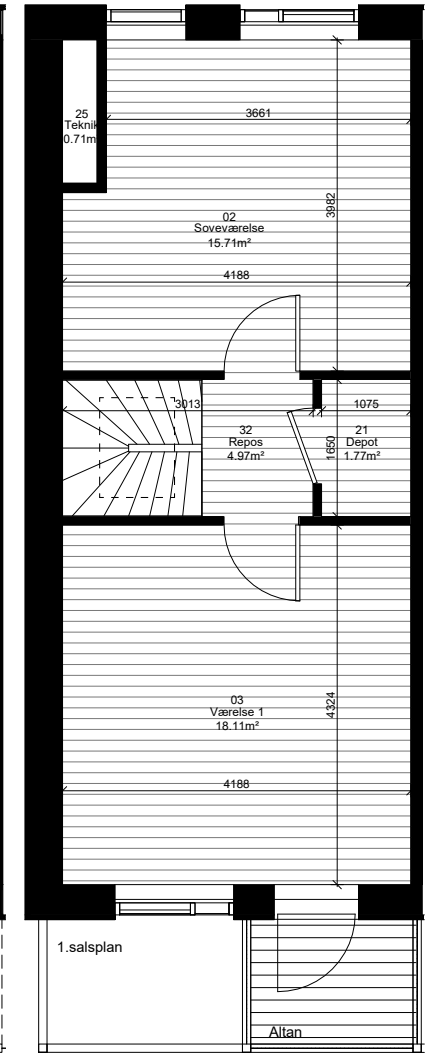 25
Teknik
0.71m
3661
3982
02
Soveværelse
15.71m²
4188
3013
1075
32
Repos
4.97m²
1650
21
Depot
1.77m²
03
Værelse 1
18.11m²
4324
4188
1.salsplan
Altan